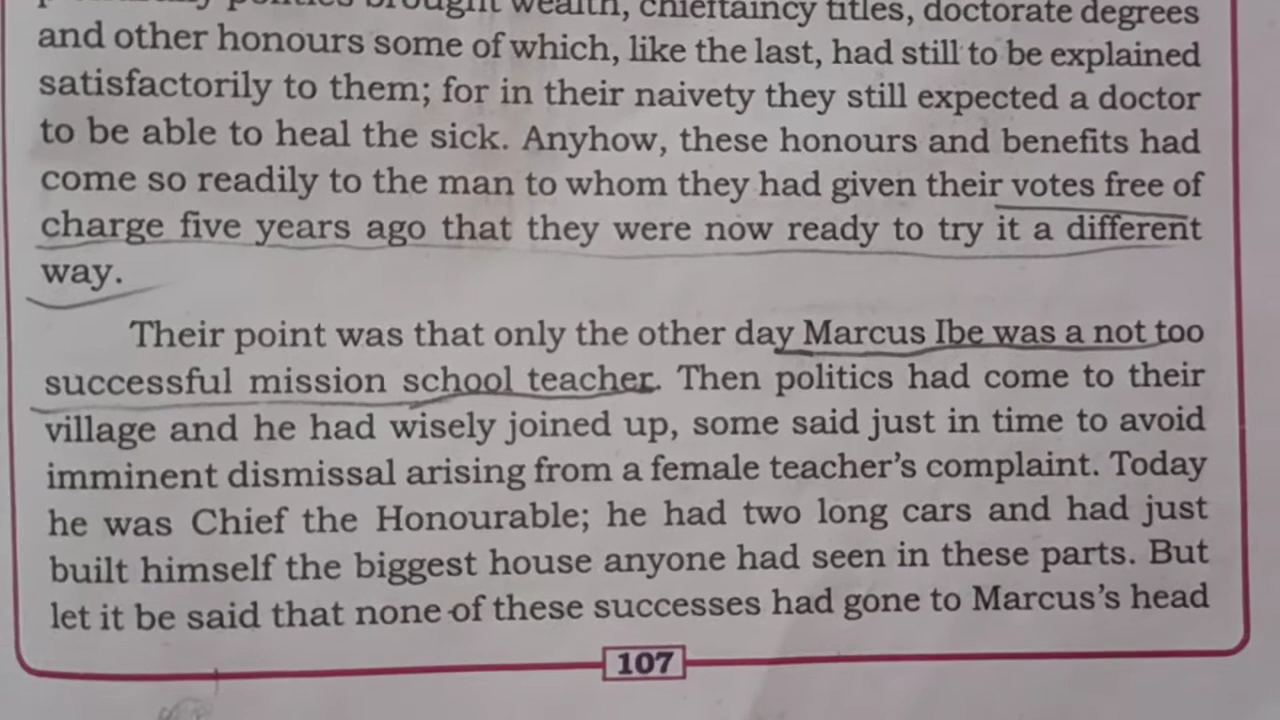 politics brought wealth, chieftaincy titles, doctorate degrees
and other honours some of which, like the last, had still to be explained
satisfactorily to them; for in their naivety they still expected a doctor
to be able to heal the sick. Anyhow, these honours and benefits had
come so readily to the man to whom they had given their votes free of
charge five years ago that they were now ready to try it a different
way.
Their point was that only the other day Marcus Ibe was a not too
successful mission school teacher. Then politics had come to their
village and he had wisely joined up, some said just in time to avoid
imminent dismissal arising from a female teacher's complaint. Today
he was Chief the Honourable; he had two long cars and had just
built himself the biggest house anyone had seen in these parts. But
let it be said that none of these successes had gone to Marcus's head
107